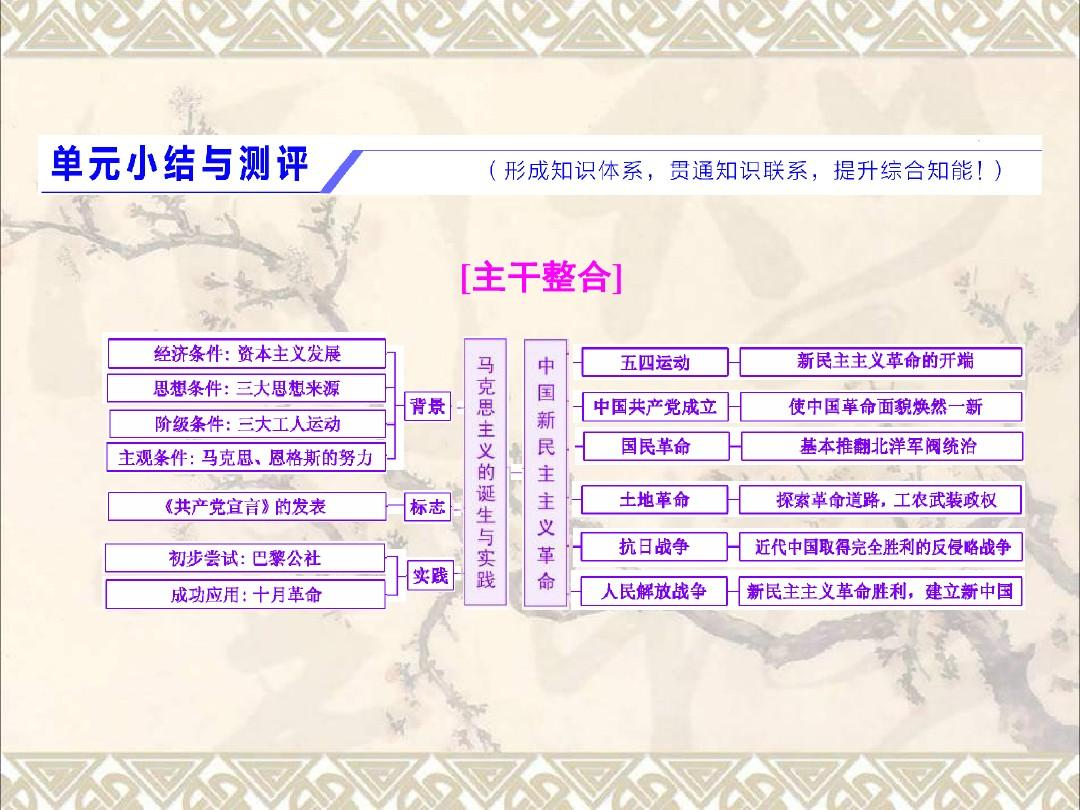 单元小结与测评
（形成知识体系，贯通知识联系，提升综合知能！）
[主干整合]
经济条件：资本主义发展
思想条件：三大思想来源
阶级条件：三大工人运动
主观条件：马克思、恩格斯的努力
背景
《共产党宣言》的发表
标志
初步尝试：巴黎公社
成功应用：十月革命
实践
马克思主义的诞生与实践
中国新民主主义革命
五四运动
新民主主义革命的开端
中国共产党成立
使中国革命面貌焕然一新
国民革命
基本推翻北洋军阀统治
土地革命
探索革命道路，工农武装政权
抗日战争
近代中国取得完全胜利的反侵略战争
人民解放战争
新民主主义革命胜利，建立新中国